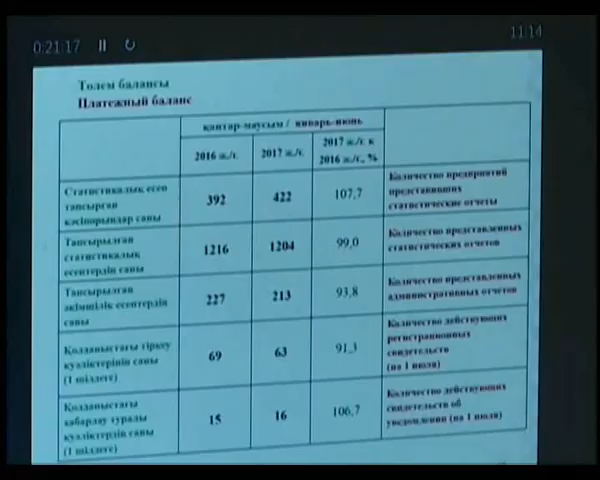 0:21:17
11:14
Төлем балансы
Платежный баланс
қаңтар-маусым / январь-июнь
2016 ж./г.
2017 ж./г.
2017 ж./г. к
2016 ж./г., %
Статистикалық есеп
тапсырған
кәсіпорындар саны
392
422
107,7
Количество предприятий
представивших
статистические отчеты
Тапсырылған
статистикалық
есептердің саны
1216
1204
99,0
Количество представленных
статистических отчетов
Тапсырылған
әкімшілік есептердің
саны
227
213
93,8
Количество представленных
административных отчетов
Қолданыстағы тіркеу
куәліктерінің саны
(1 шілдеге)
69
63
91,3
Количество действующих
регистрационных
свидетельств
(на 1 июля)
Қолданыстағы
хабарлау туралы
куәліктердің саны
(1 шілдеге)
15
16
106,7
Количество действующих
свидетельств об
уведомлении (на 1 июля)